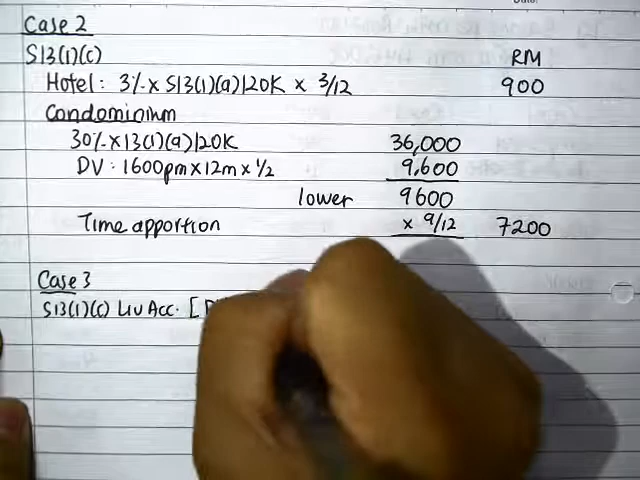 Case 2
S13(1)(c) RM
Hotel: 3% x S13(1)(a) 120K x 3/12 900
Condominium
30% x 13(1)(a) 120K 36,000
DV: 1600pm x 12m x 1/2 9,600
lower 9600
Time apportion x 9/12 7200
Case 3
S13(1)(c) Liv Acc. [